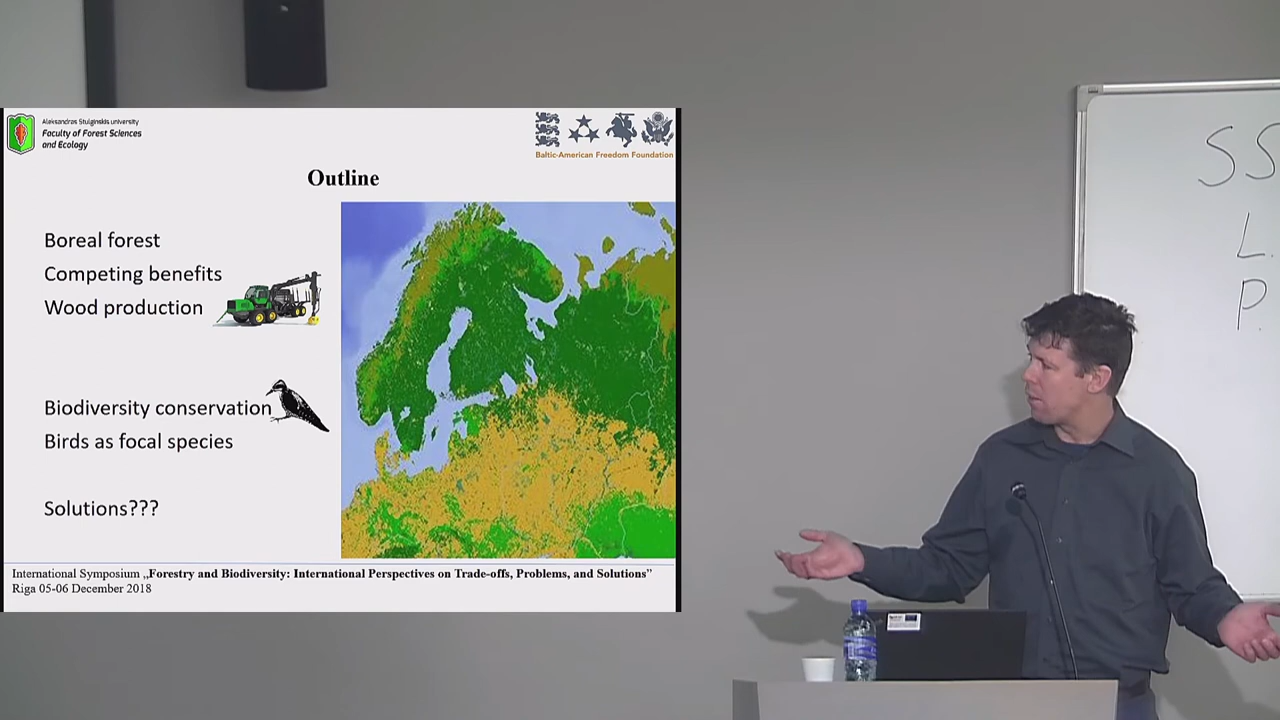 Aleksandras Stulginskis university
Faculty of Forest Sciences
and Ecology
Baltic-American Freedom Foundation
Outline
Boreal forest
Competing benefits
Wood production
Biodiversity conservation
Birds as focal species
Solutions???
International Symposium „Forestry and Biodiversity: International Perspectives on Trade-offs, Problems, and Solutions”
Riga 05-06 December 2018
SS
L.
P.